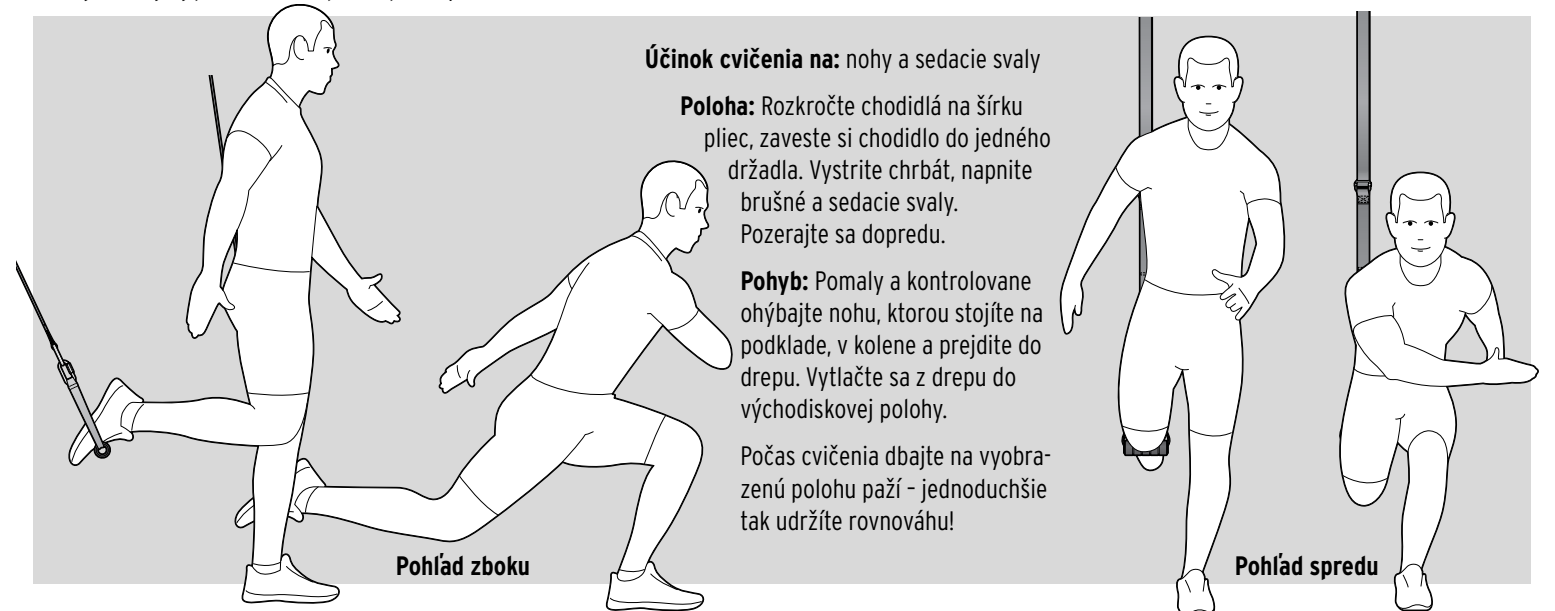 Účinok cvičenia na: nohy a sedacie svaly
Poloha: Rozkročte chodidlá na šírku
pliec, zaveste si chodidlo do jedného
držadla. Vystrite chrbát, napnite
brušné a sedacie svaly.
Pozerajte sa dopredu.
Pohyb: Pomaly a kontrolovane
ohýbajte nohu, ktorou stojíte na
podklade, v kolene a prejdite do
drepu. Vytlačte sa z drepu do
východiskovej polohy.
Počas cvičenia dbajte na vyobra-
zenú polohu paží – jednoduchšie
tak udržíte rovnováhu!
Pohľad zboku
Pohľad spredu